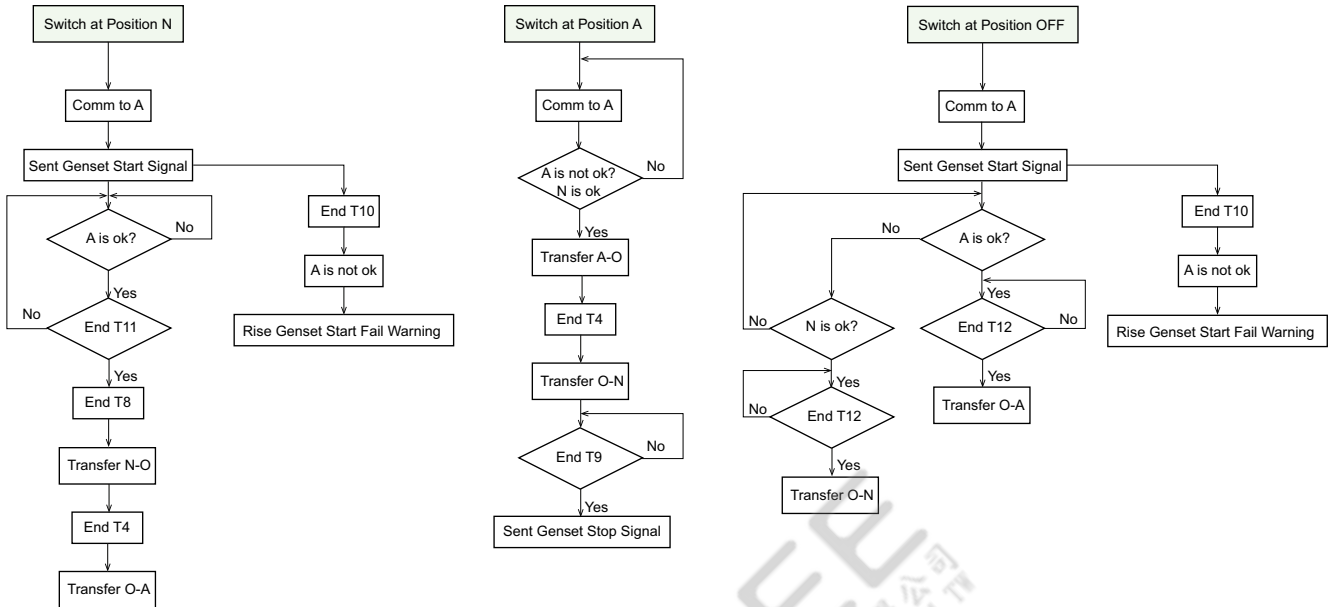 Switch at Position N
Comm to A
Sent Genset Start Signal
A is ok?
No
Yes
End T11
No
Yes
End T8
Transfer N-O
End T4
Transfer O-A
End T10
A is not ok
Rise Genset Start Fail Warning
Switch at Position A
Comm to A
A is not ok?
N is ok
No
Yes
Transfer A-O
End T4
Transfer O-N
End T9
No
Yes
Sent Genset Stop Signal
Switch at Position OFF
Comm to A
Sent Genset Start Signal
A is ok?
No
Yes
N is ok?
No
Yes
End T12
No
Yes
Transfer O-N
End T12
No
Yes
Transfer O-A
End T10
A is not ok
Rise Genset Start Fail Warning